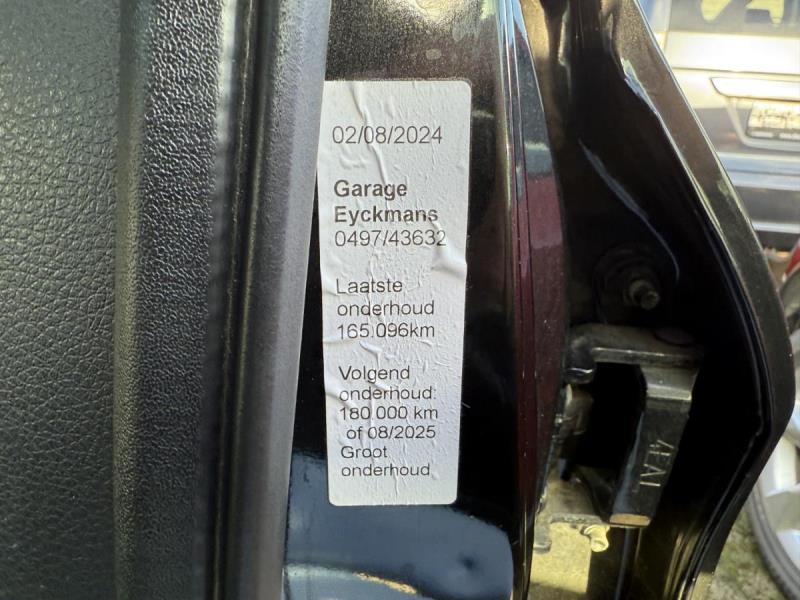 02/08/2024
Garage
Eyckmans
0497/43632
Laatste
onderhoud
165.096km
Volgend
onderhoud:
180.000 km
of 08/2025
Groot
onderhoud
4EA1